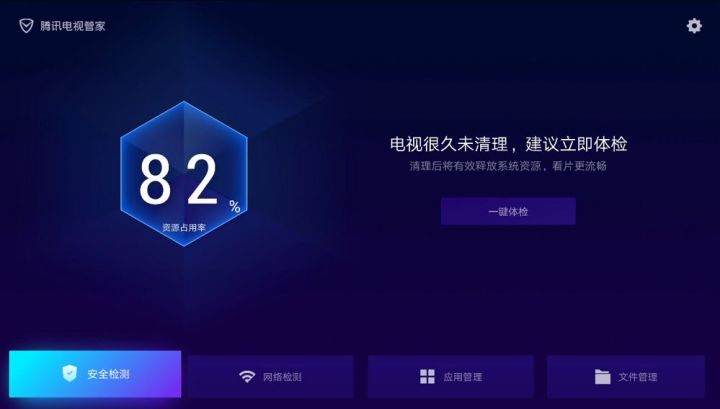 腾讯电视管家
82%
资源占用率
电视很久未清理，建议立即体检
清理后将有效释放系统资源，看片更流畅
一键体检
安全检测
网络检测
应用管理
文件管理